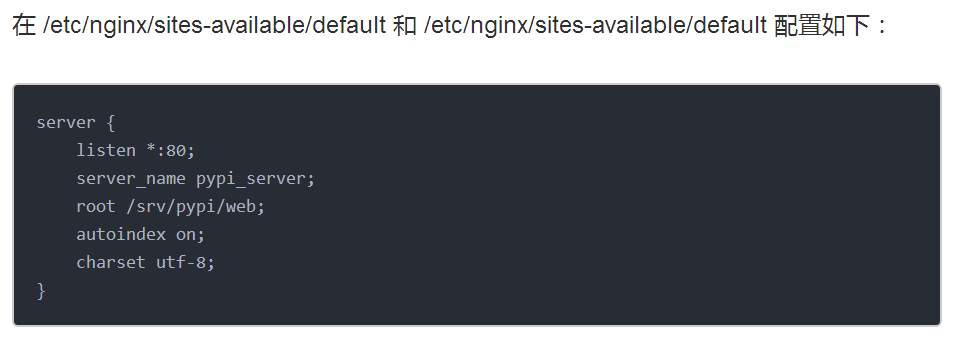 在 /etc/nginx/sites-available/default 和 /etc/nginx/sites-available/default 配置如下：
server {
    listen *:80;
    server_name pypi_server;
    root /srv/pypi/web;
    autoindex on;
    charset utf-8;
}